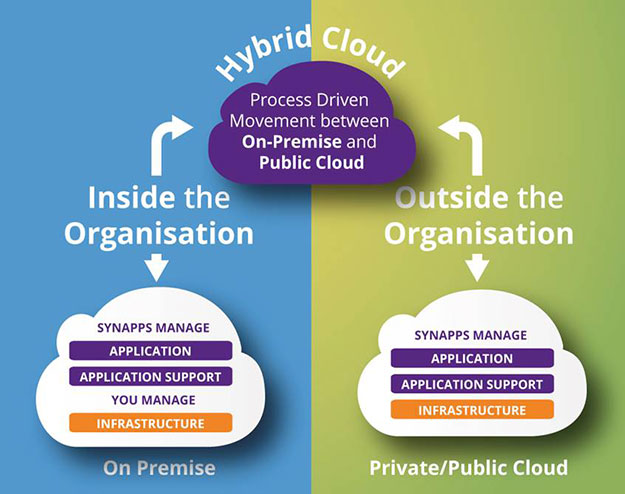 Hybrid Cloud
Process Driven
Movement between
On-Premise and
Public Cloud
Inside the
Organisation
SYNAPPS MANAGE
APPLICATION
APPLICATION SUPPORT
YOU MANAGE
INFRASTRUCTURE
On Premise
Outside the
Organisation
SYNAPPS MANAGE
APPLICATION
APPLICATION SUPPORT
INFRASTRUCTURE
Private/Public Cloud